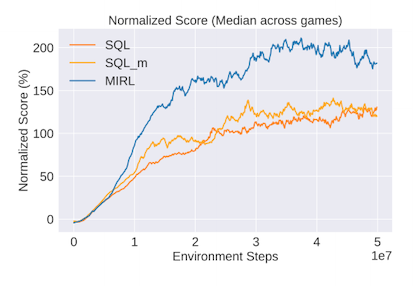 Normalized Score (Median across games)
Normalized Score (%)
200
150
100
50
0
SQL
SQL_m
MIRL
0
1
2
3
4
5
1e7
Environment Steps